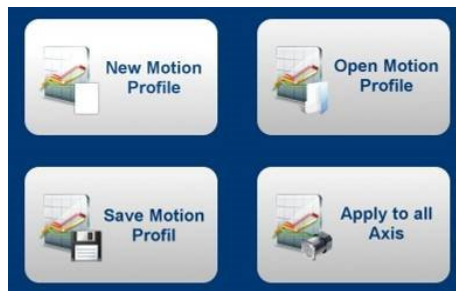 New Motion
Profile
Open Motion
Profile
Save Motion
Profil
Apply to all
Axis